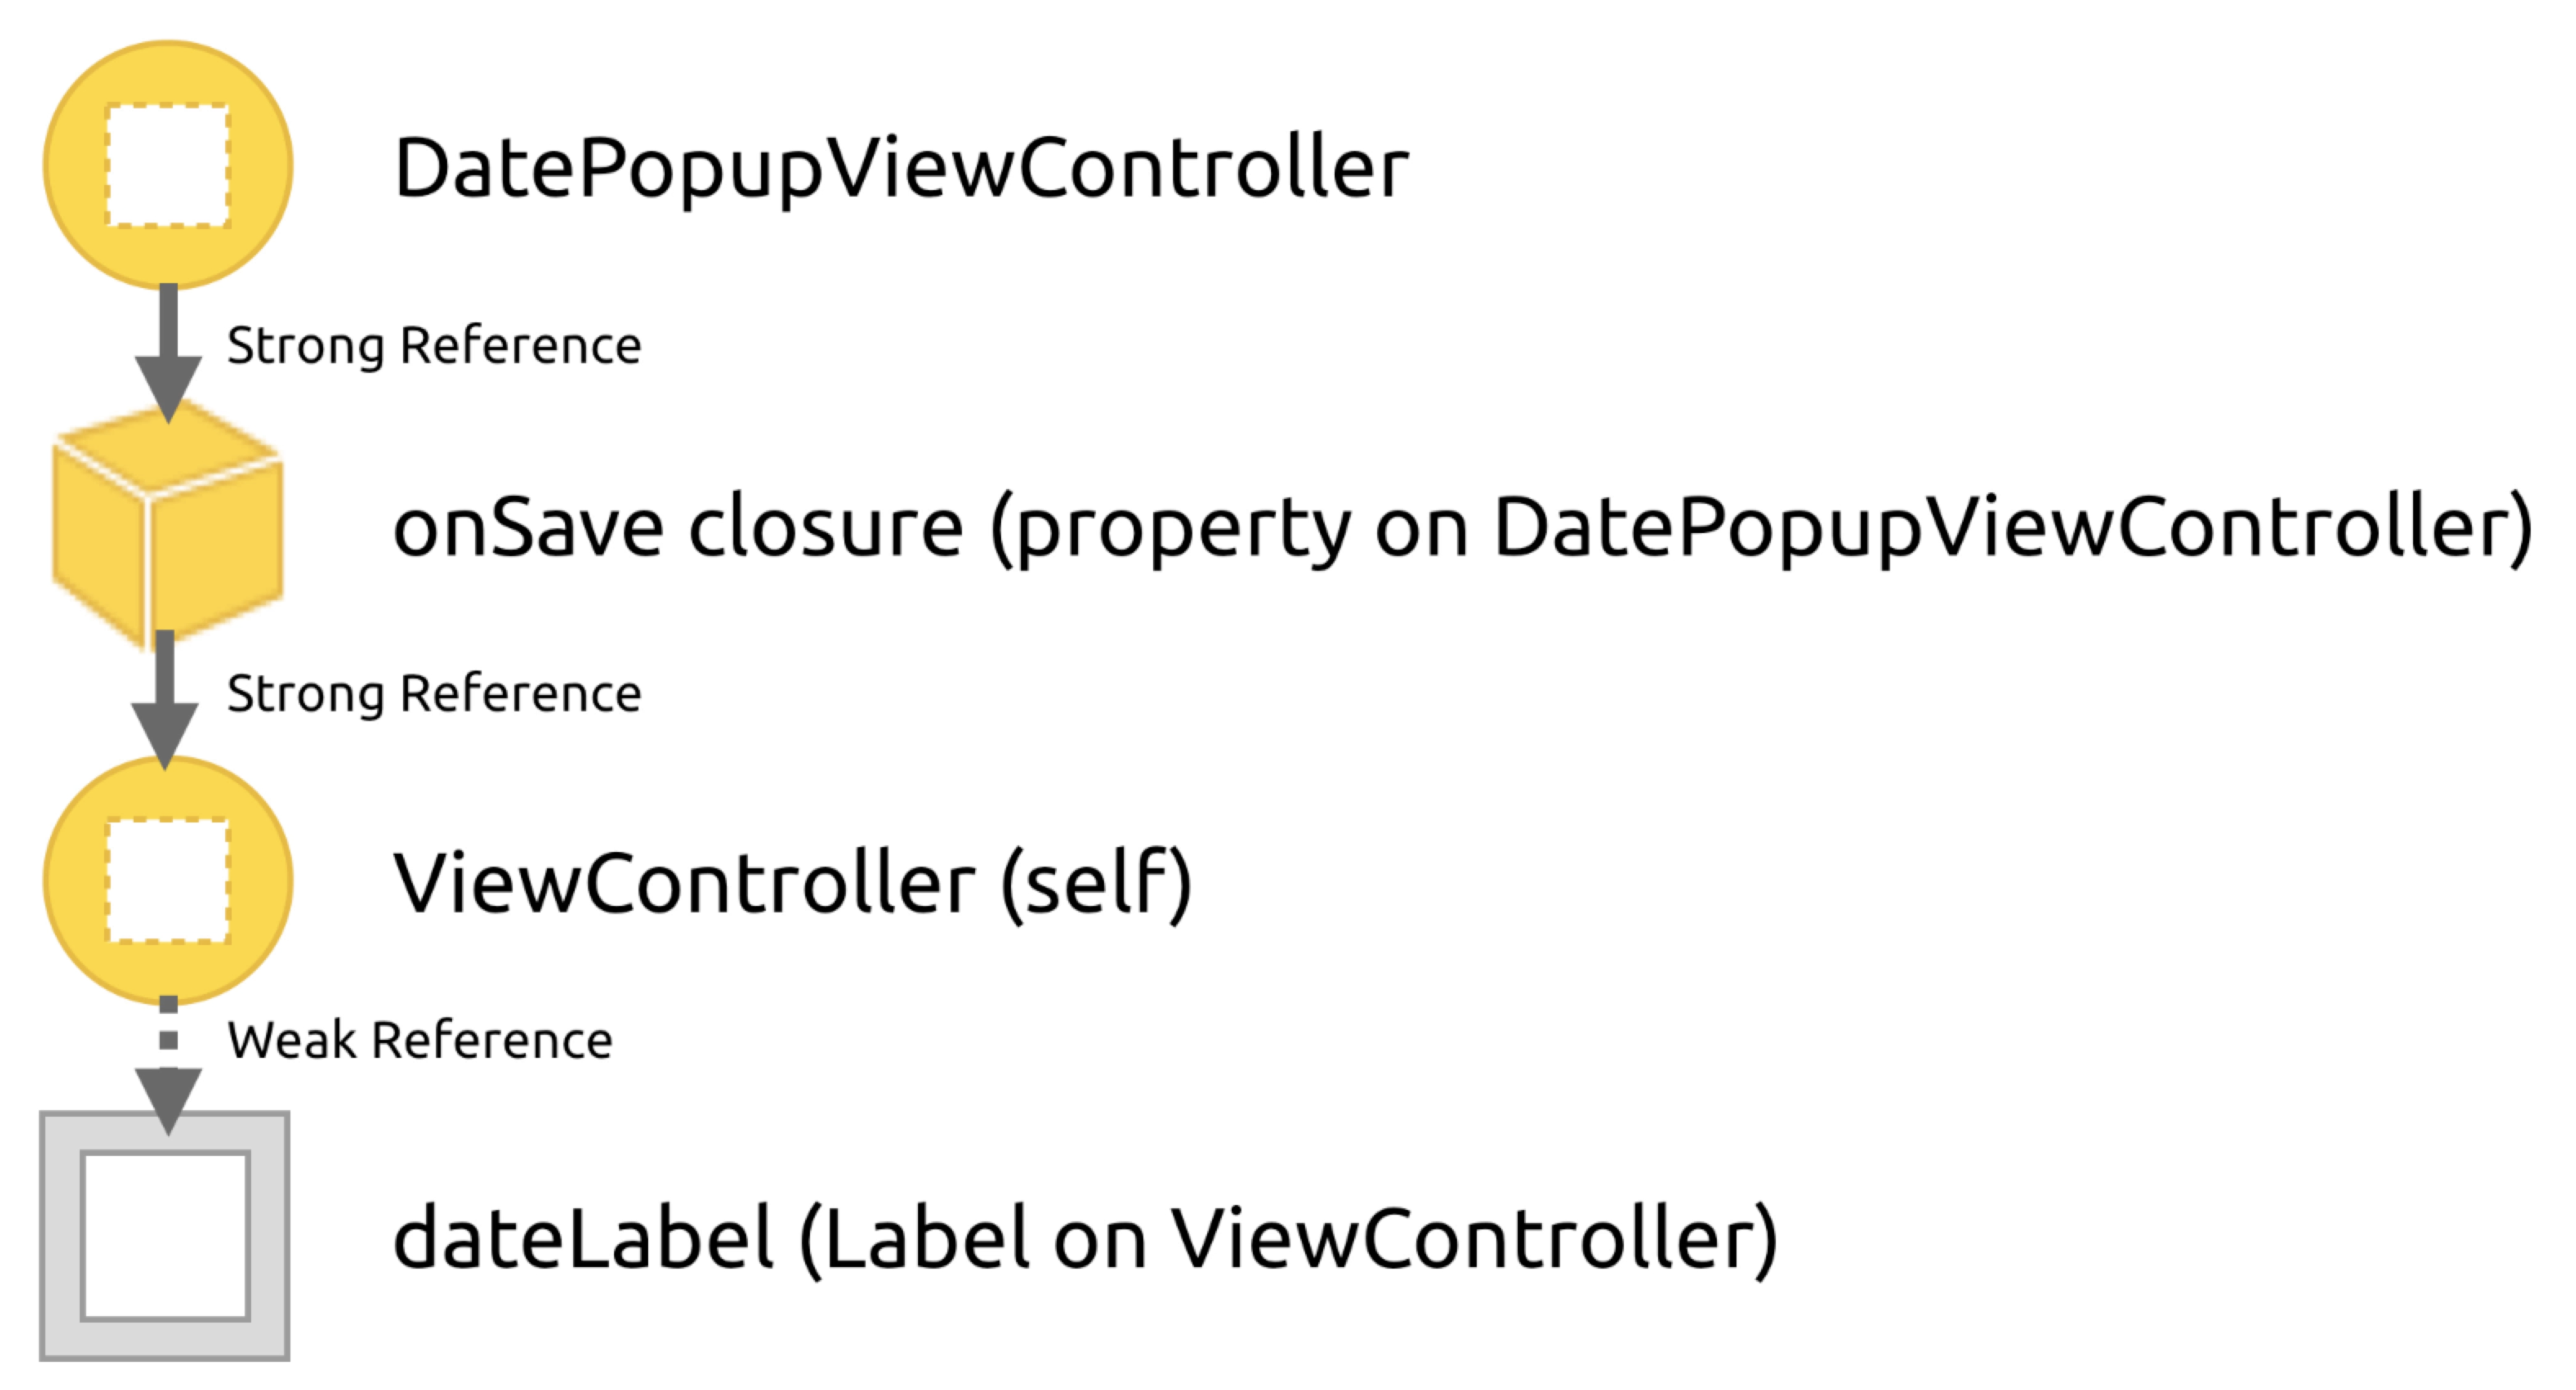 DatePopupViewController
Strong Reference
onSave closure (property on DatePopupViewController)
Strong Reference
ViewController (self)
Weak Reference
dateLabel (Label on ViewController)